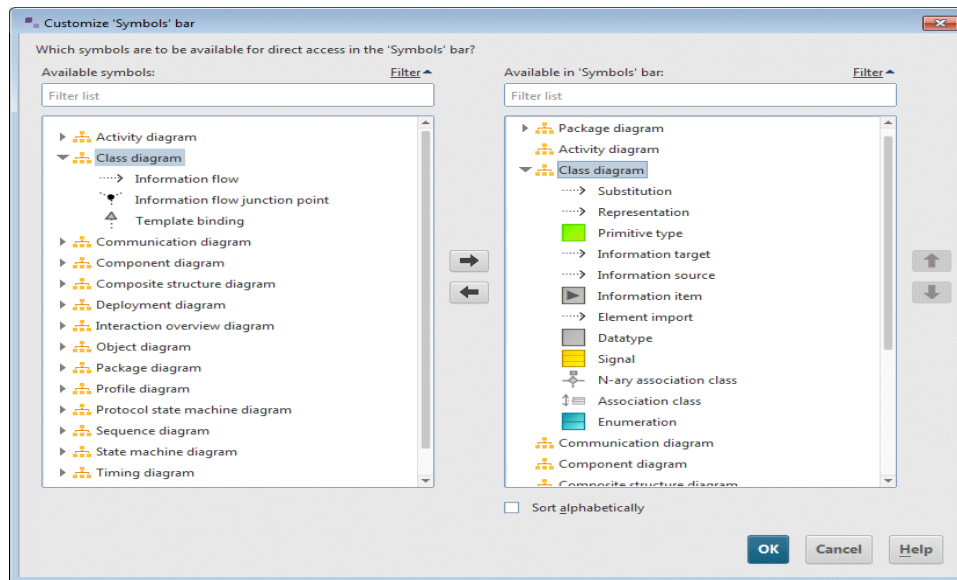 Customize 'Symbols' bar
Which symbols are to be available for direct access in the 'Symbols' bar?
Available symbols:
Filter
Filter list
Activity diagram
Class diagram
Information flow
Information flow junction point
Template binding
Communication diagram
Component diagram
Composite structure diagram
Deployment diagram
Interaction overview diagram
Object diagram
Package diagram
Profile diagram
Protocol state machine diagram
Sequence diagram
State machine diagram
Timing diagram
Available in 'Symbols' bar:
Filter
Filter list
Package diagram
Activity diagram
Class diagram
Substitution
Representation
Primitive type
Information target
Information source
Information item
Element import
Datatype
Signal
N-ary association class
Association class
Enumeration
Communication diagram
Component diagram
Composite structure diagram
Sort alphabetically
OK
Cancel
Help